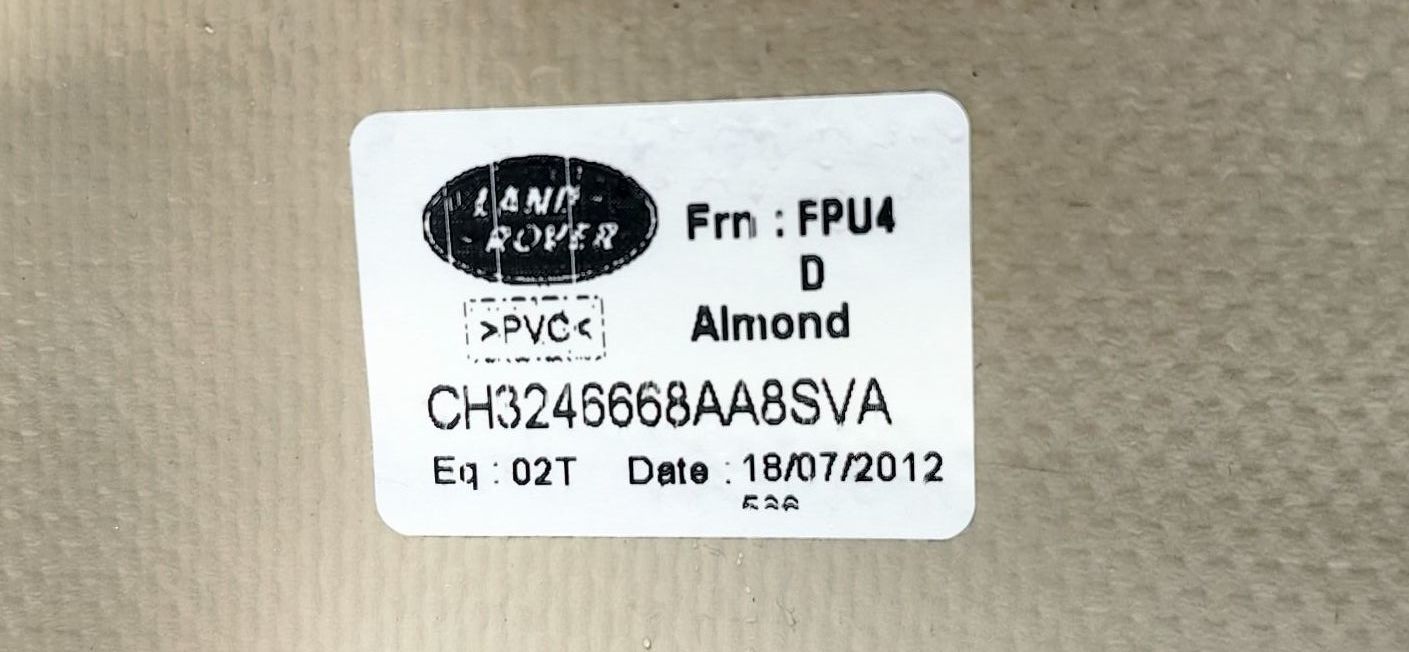 LAND-
-ROVER
Frn : FPU4
D
>PVC<
Almond
CH3246668AA8SVA
Eq : 02T Date : 18/07/2012